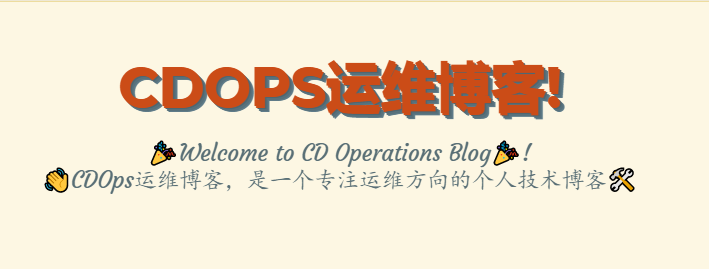 CDOPS运维博客!
🎉Welcome to CD Operations Blog🎉!
👏CDOps运维博客，是一个专注运维方向的个人技术博客🛠️